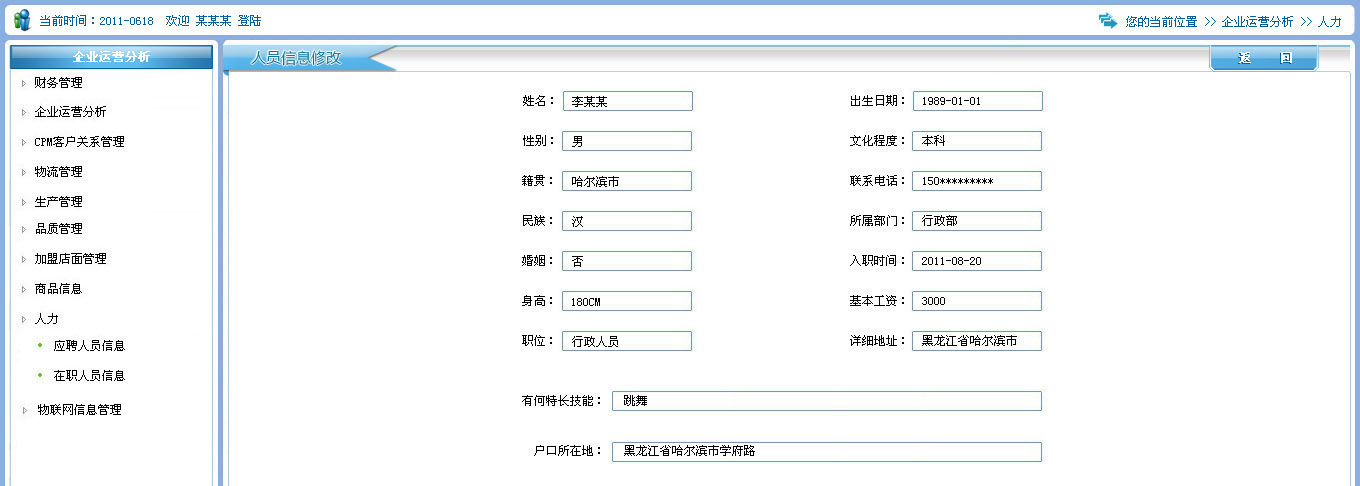 当前时间：2011-0618 欢迎 某某某 登陆
您的当前位置 >> 企业运营分析 >> 人力
企业运营分析
财务管理
企业运营分析
CPM客户关系管理
物流管理
生产管理
品质管理
加盟店面管理
商品信息
人力
应聘人员信息
在职人员信息
物联网信息管理
人员信息修改
返 回
姓名： 李某某 出生日期： 1989-01-01
性别： 男 文化程度： 本科
籍贯： 哈尔滨市 联系电话： 150*********
民族： 汉 所属部门： 行政部
婚姻： 否 入职时间： 2011-08-20
身高： 180CM 基本工资： 3000
职位： 行政人员 详细地址： 黑龙江省哈尔滨市
有何特长技能： 跳舞
户口所在地： 黑龙江省哈尔滨市学府路